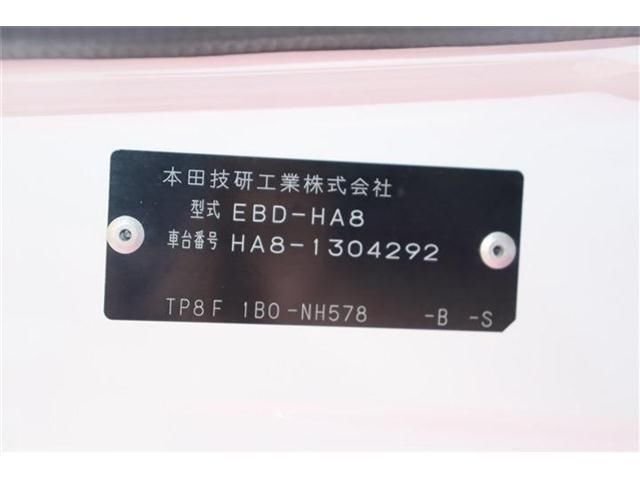 本田技研工業株式会社
型式 EBD-HA8
車台番号 HA8-1304292
TP8F 1B0-NH578 -B -S